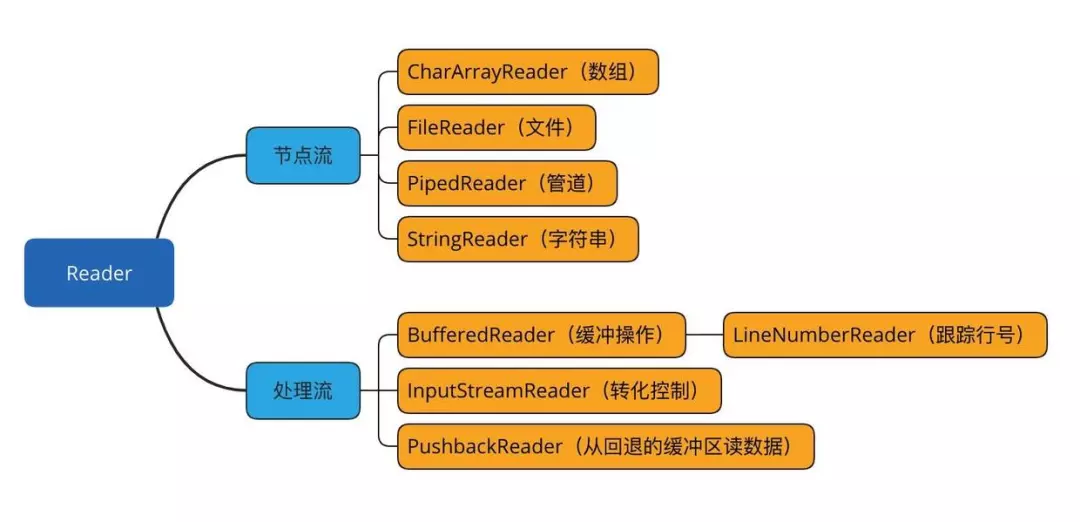 Reader
节点流
CharArrayReader（数组）
FileReader（文件）
PipedReader（管道）
StringReader（字符串）
处理流
BufferedReader（缓冲操作）
LineNumberReader（跟踪行号）
InputStreamReader（转化控制）
PushbackReader（从回退的缓冲区读数据）